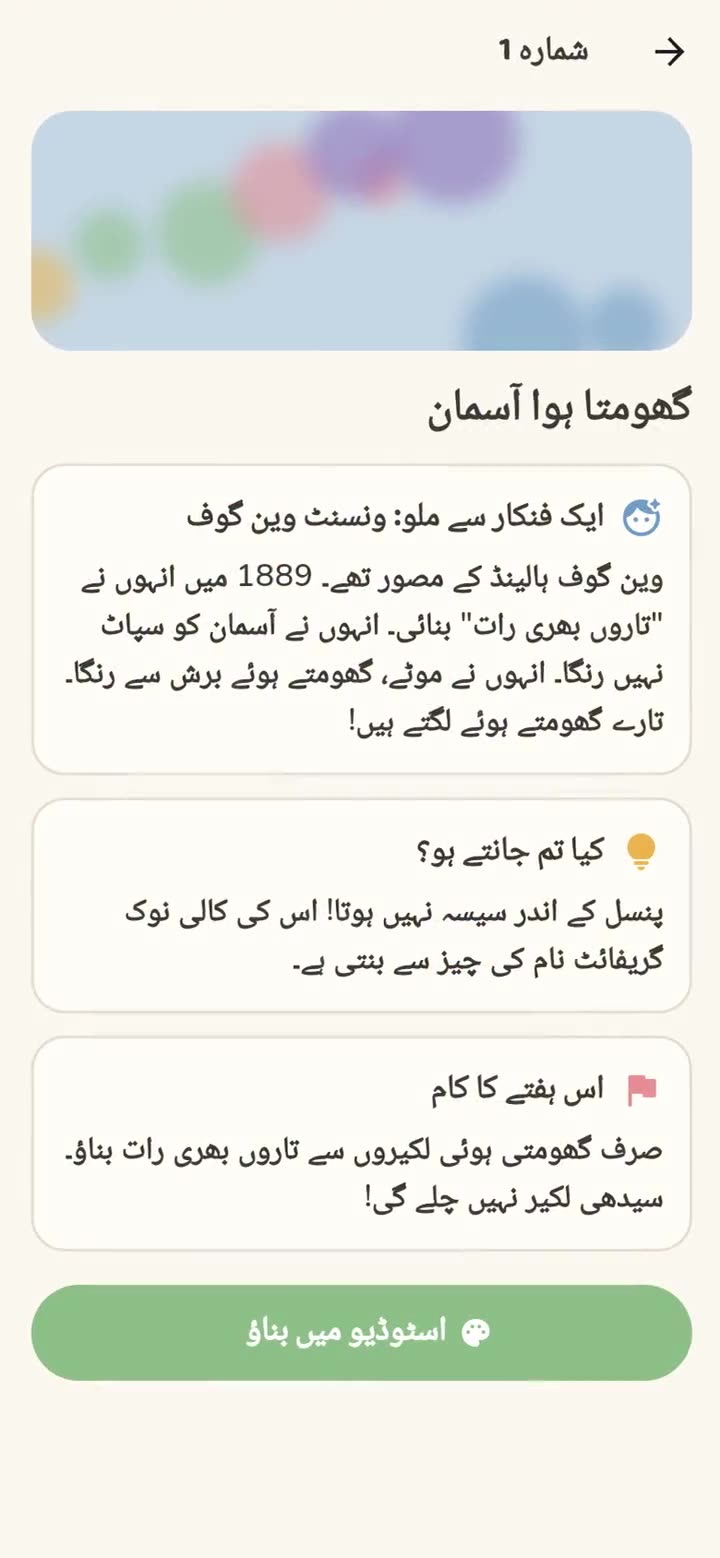 شمارہ 1
گھومتا ہوا آسمان
ایک فنکار سے ملو: ونسنٹ وین گوف
وین گوف ہالینڈ کے مصور تھے۔ 1889 میں انہوں نے
"تاروں بھری رات" بنائی۔ انہوں نے آسمان کو سپاٹ
نہیں رنگا۔ انہوں نے موٹے، گھومتے ہوئے برش سے رنگا۔
تارے گھومتے ہوئے لگتے ہیں!
کیا تم جانتے ہو؟
پنسل کے اندر سیسہ نہیں ہوتا! اس کی کالی نوک
گریفائٹ نام کی چیز سے بنتی ہے۔
اس ہفتے کا کام
صرف گھومتی ہوئی لکیروں سے تاروں بھری رات بناؤ۔
سیدھی لکیر نہیں چلے گی!
اسٹوڈیو میں بناؤ